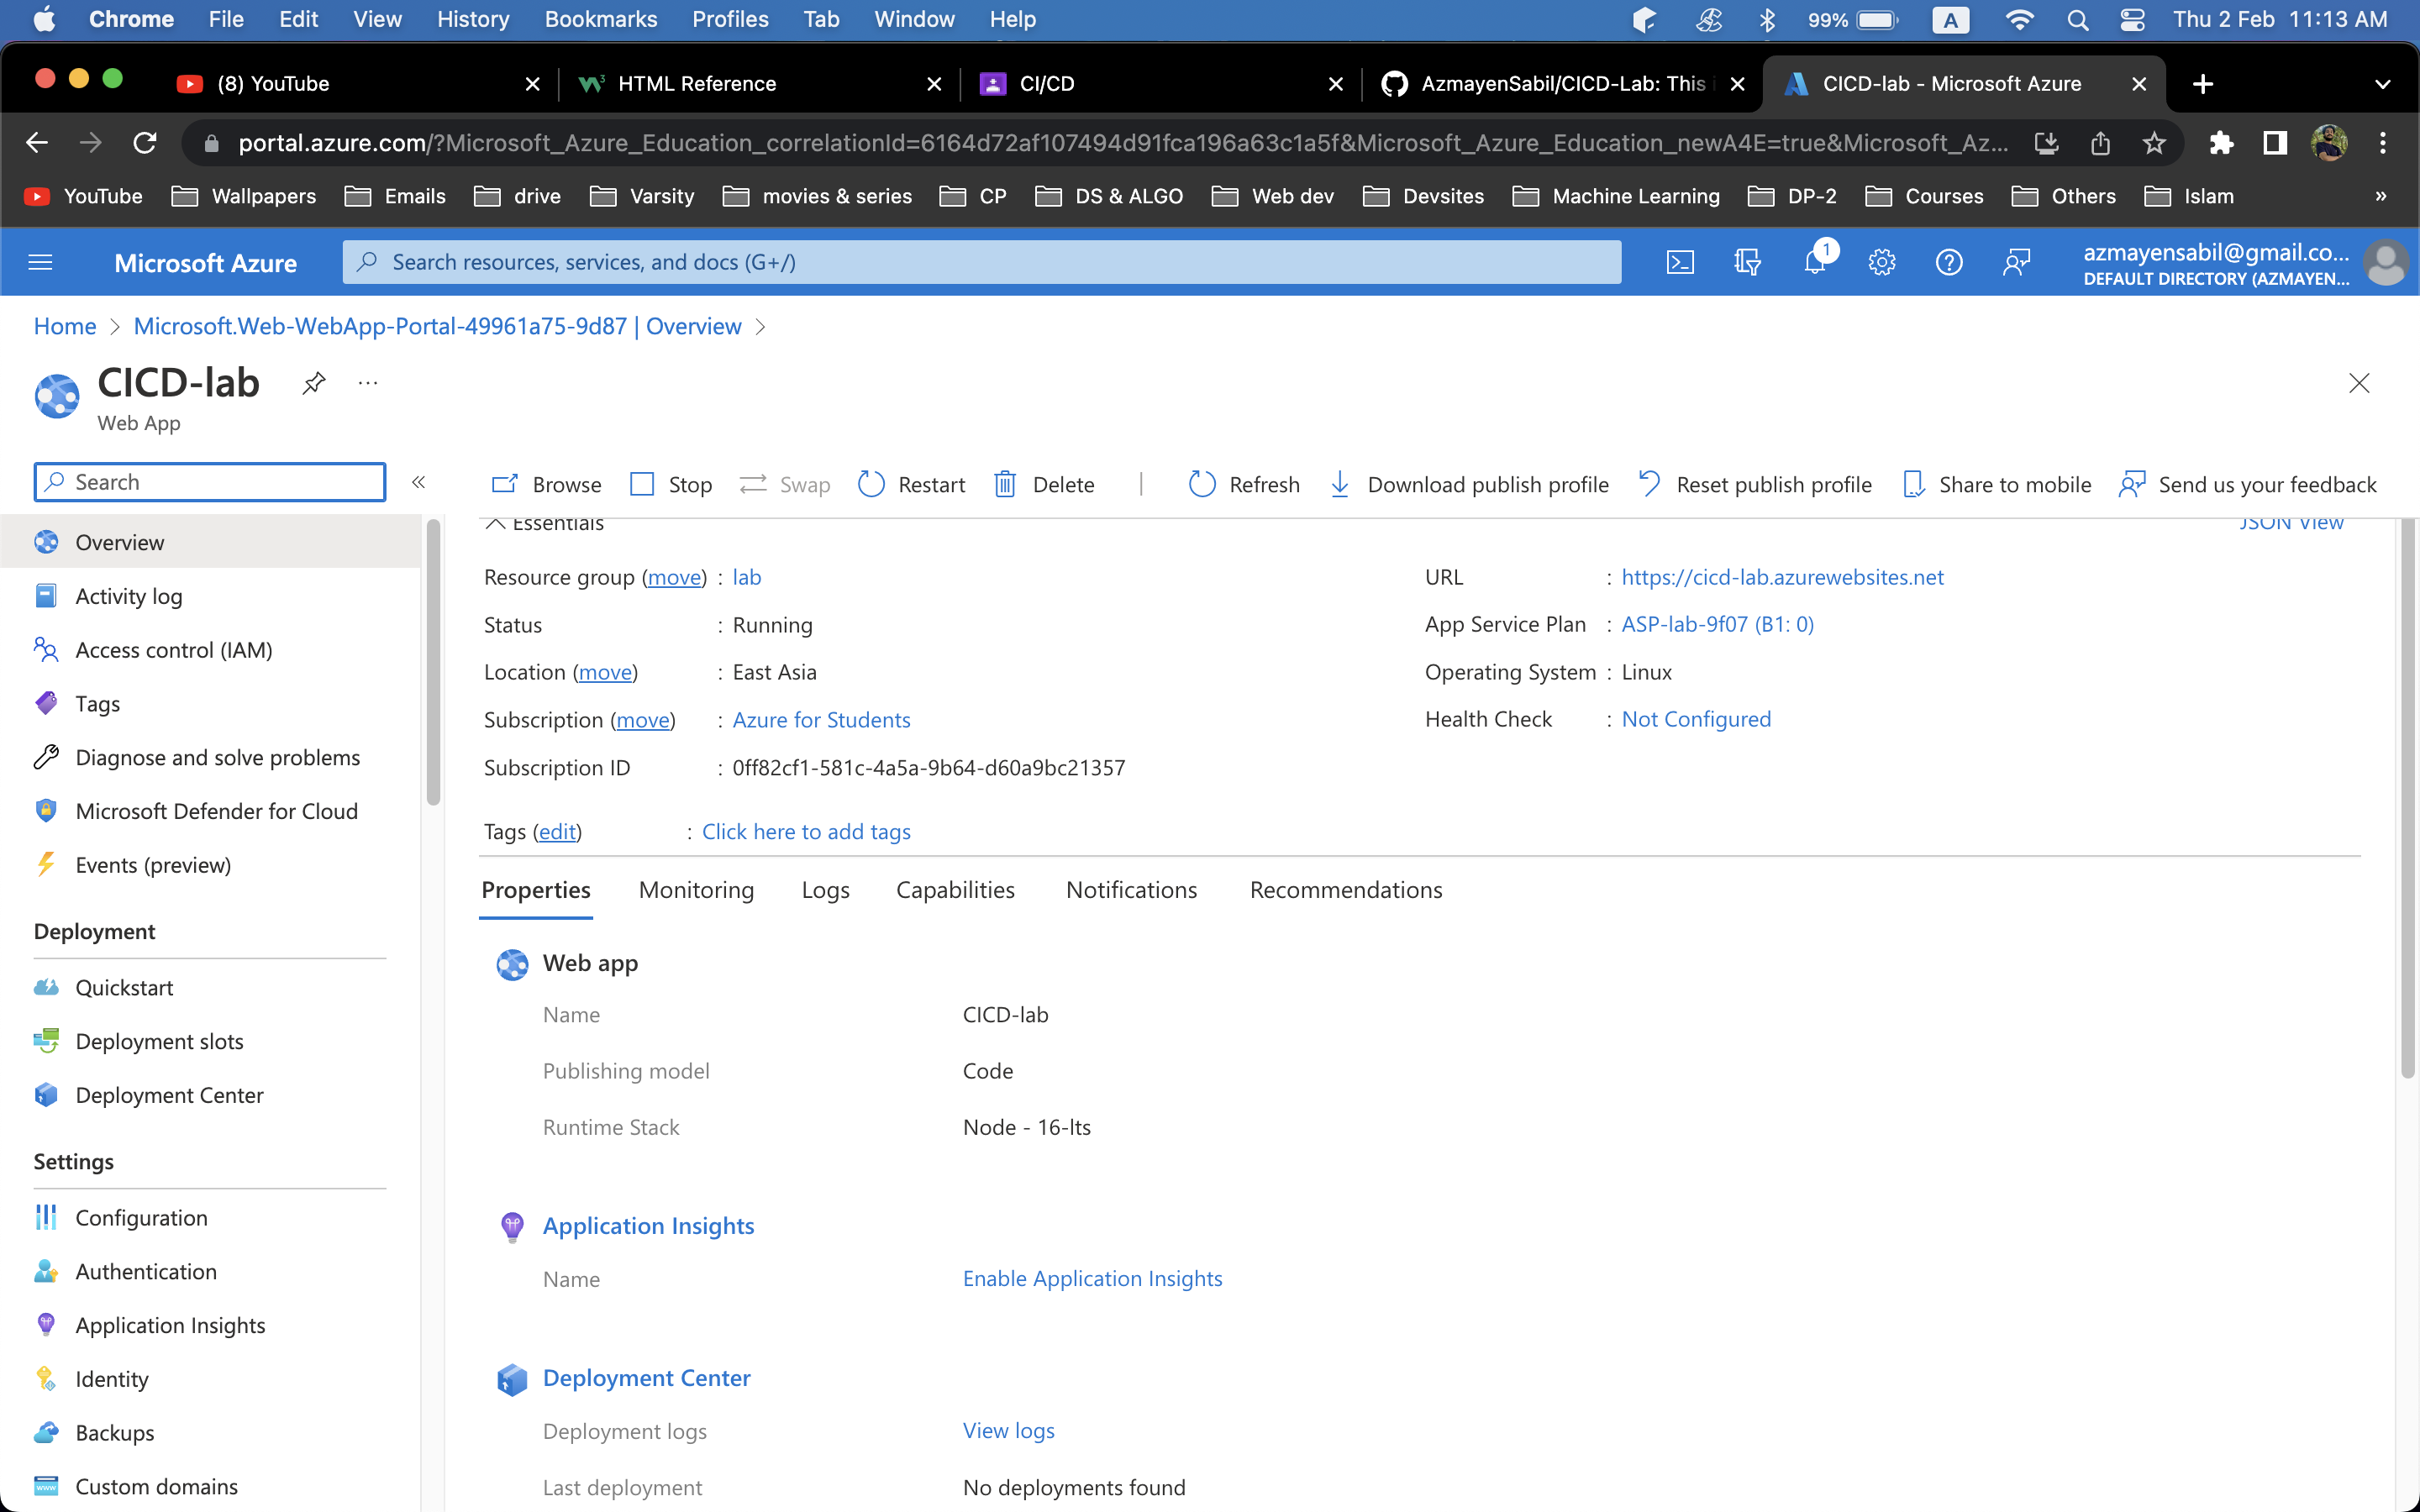 Chrome File Edit View History Bookmarks Profiles Tab Window Help 99% A Thu 2 Feb 11:13 AM
(8) YouTube HTML Reference CI/CD AzmayenSabil/CICD-Lab: This CICD-lab - Microsoft Azure
portal.azure.com/?Microsoft_Azure_Education_correlationId=6164d72af107494d91fca196a63c1a5f&Microsoft_Azure_Education_newA4E=true&Microsoft_Az...
YouTube Wallpapers Emails drive Varsity movies & series CP DS & ALGO Web dev Devsites Machine Learning DP-2 Courses Others Islam »
Microsoft Azure Search resources, services, and docs (G+/) 1 azmayensabil@gmail.co...
DEFAULT DIRECTORY (AZMAYEN...
Home > Microsoft.Web-WebApp-Portal-49961a75-9d87 | Overview >
CICD-lab ...
Web App
Search «
Browse Stop Swap Restart Delete | Refresh Download publish profile Reset publish profile Share to mobile Send us your feedback
Overview
Activity log
Access control (IAM)
Tags
Diagnose and solve problems
Microsoft Defender for Cloud
Events (preview)
Deployment
Quickstart
Deployment slots
Deployment Center
Settings
Configuration
Authentication
Application Insights
Identity
Backups
Custom domains
Essentials JSON View
Resource group (move) : lab
Status : Running
Location (move) : East Asia
Subscription (move) : Azure for Students
Subscription ID : 0ff82cf1-581c-4a5a-9b64-d60a9bc21357
URL : https://cicd-lab.azurewebsites.net
App Service Plan : ASP-lab-9f07 (B1: 0)
Operating System : Linux
Health Check : Not Configured
Tags (edit) : Click here to add tags
Properties Monitoring Logs Capabilities Notifications Recommendations
Web app
Name CICD-lab
Publishing model Code
Runtime Stack Node - 16-lts
Application Insights
Name Enable Application Insights
Deployment Center
Deployment logs View logs
Last deployment No deployments found